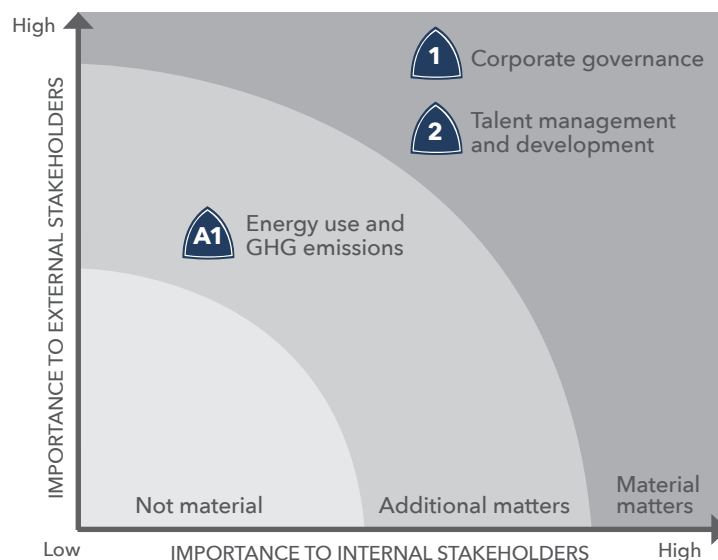 High
IMPORTANCE TO EXTERNAL STAKEHOLDERS
1
Corporate governance
2
Talent management
and development
A1
Energy use and
GHG emissions
Not material
Additional matters
Material
matters
Low
IMPORTANCE TO INTERNAL STAKEHOLDERS
High